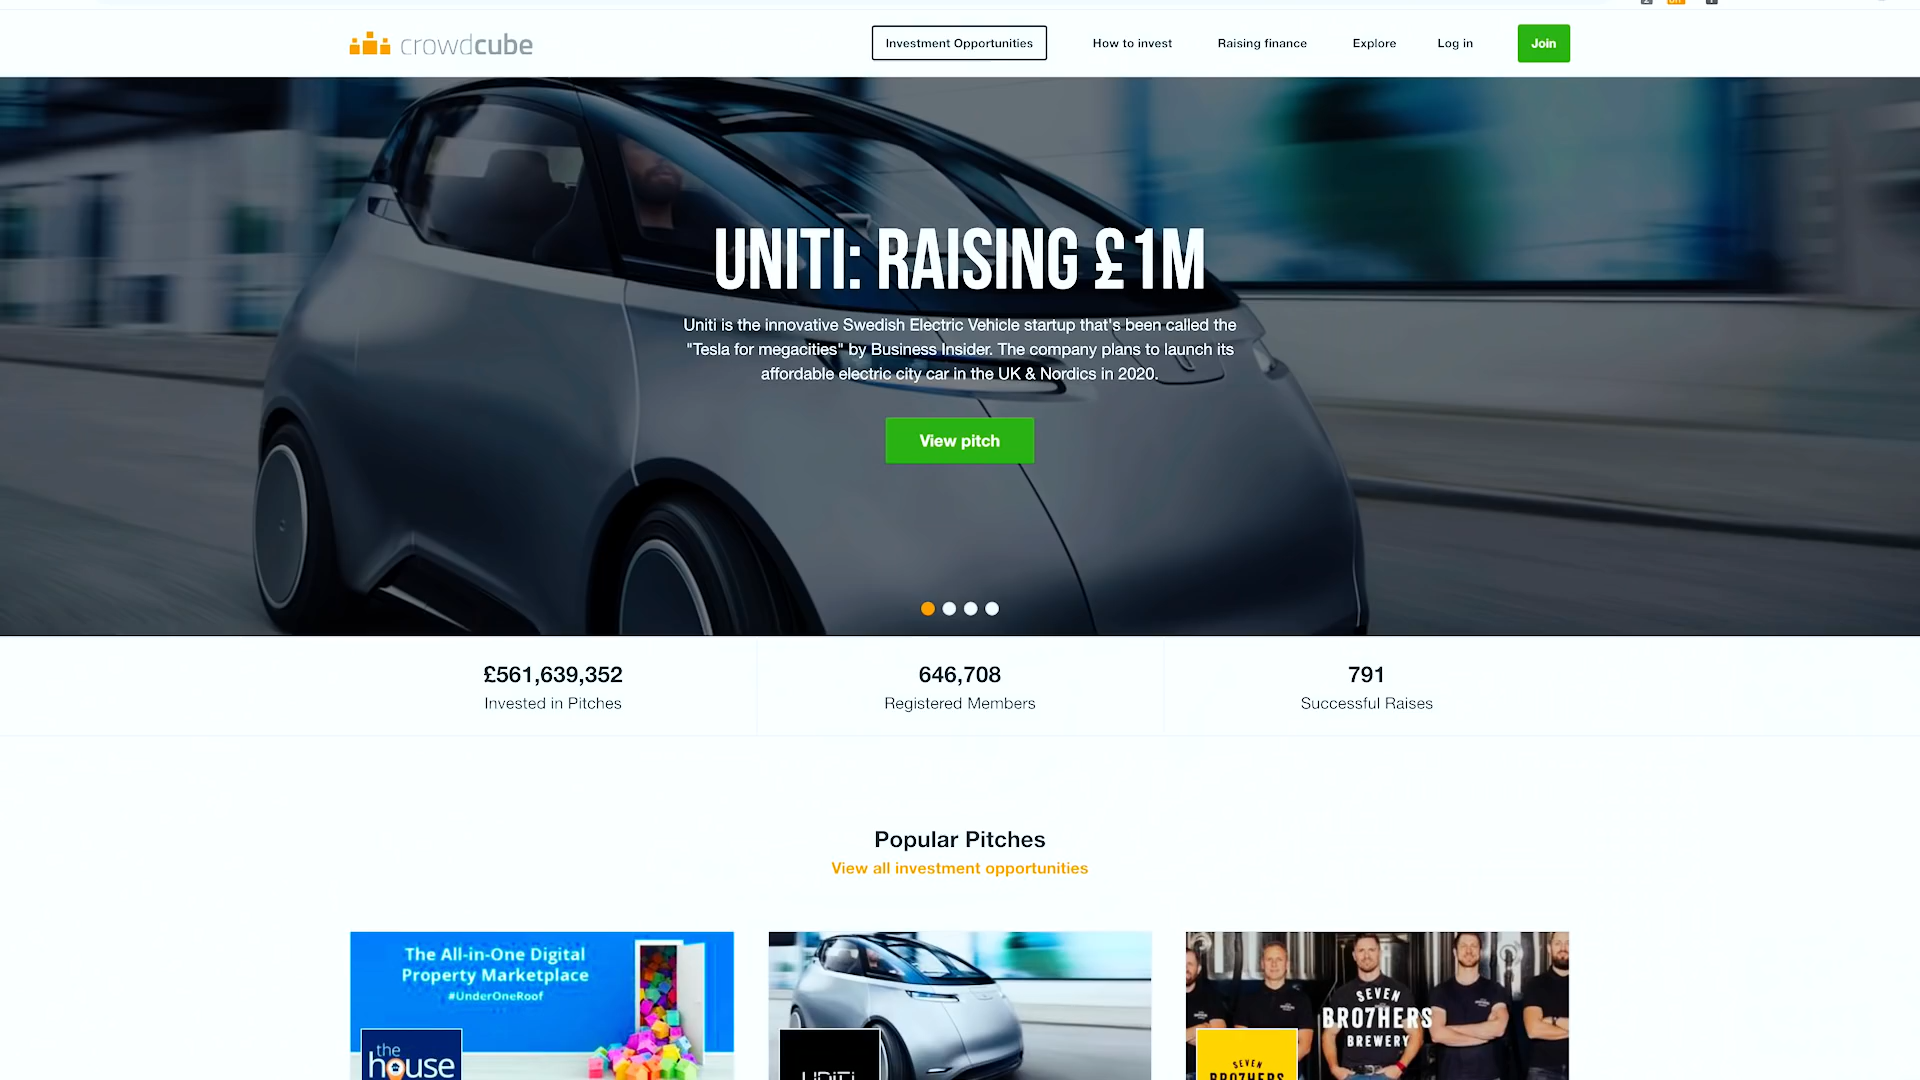 crowdcube
Investment Opportunities
How to invest
Raising finance
Explore
Log in
Join
UNITI: RAISING £1M
Uniti is the innovative Swedish Electric Vehicle startup that's been called the
"Tesla for megacities" by Business Insider. The company plans to launch its
affordable electric city car in the UK & Nordics in 2020.
View pitch
£561,639,352
Invested in Pitches
646,708
Registered Members
791
Successful Raises
Popular Pitches
View all investment opportunities
The All-in-One Digital
Property Marketplace
#UnderOneRoof
the
house
UNITI
SEVEN
BRO7HERS
BREWERY
SEVEN
BRO7HERS